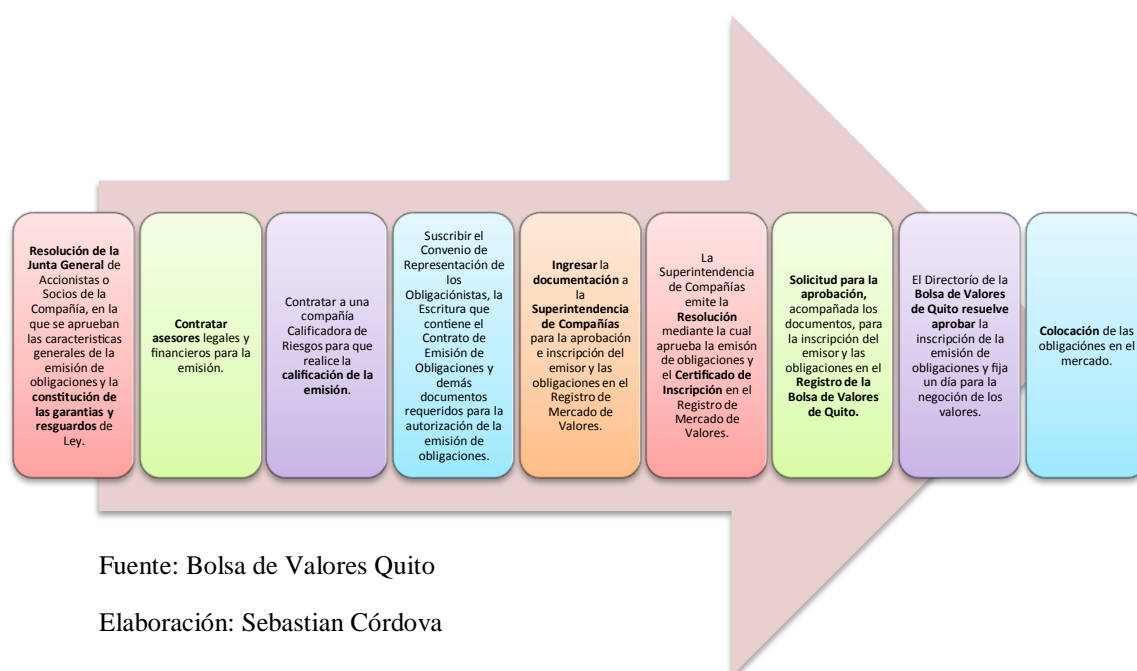 Resolución de la
Junta General de
Accionistas o
Socios de la
Compañía, en la
que se aprueban
las caracteristicas
generales de la
emisión de
obligaciones y la
constitución de
las garantias y
resguardos de
Ley.
Contratar
asesores legales y
financieros para la
emisión.
Contratar a una
compañía
Calificadora de
Riesgos para que
realice la
calificación de la
emisión.
Suscribir el
Convenio de
Representación de
los
Obligaciónistas, la
Escritura que
contiene el
Contrato de
Emisión de
Obligaciones y
demás
documentos
requeridos para la
autorización de la
emisión de
obligaciones.
Ingresar la
documentación a
la
Superintendencia
de Compañías
para la aprobación
e inscripción del
emisor y las
obligaciones en el
Registro de
Mercado de
Valores.
La
Superintendencia
de Compañías
emite la
Resolución
mediante la cual
aprueba la emisón
de obligaciones y
el Certificado de
Inscripción en el
Registro de
Mercado de
Valores.
Solicitud para la
aprobación,
acompañada los
documentos, para
la inscripción del
emisor y las
obligaciones en el
Registro de la
Bolsa de Valores
de Quito.
El Directorío de la
Bolsa de Valores
de Quito resuelve
aprobar la
inscripción de la
emisión de
obligaciones y fija
un día para la
negoción de los
valores.
Colocación de las
obligaciónes en el
mercado.
Fuente: Bolsa de Valores Quito
Elaboración: Sebastian Córdova